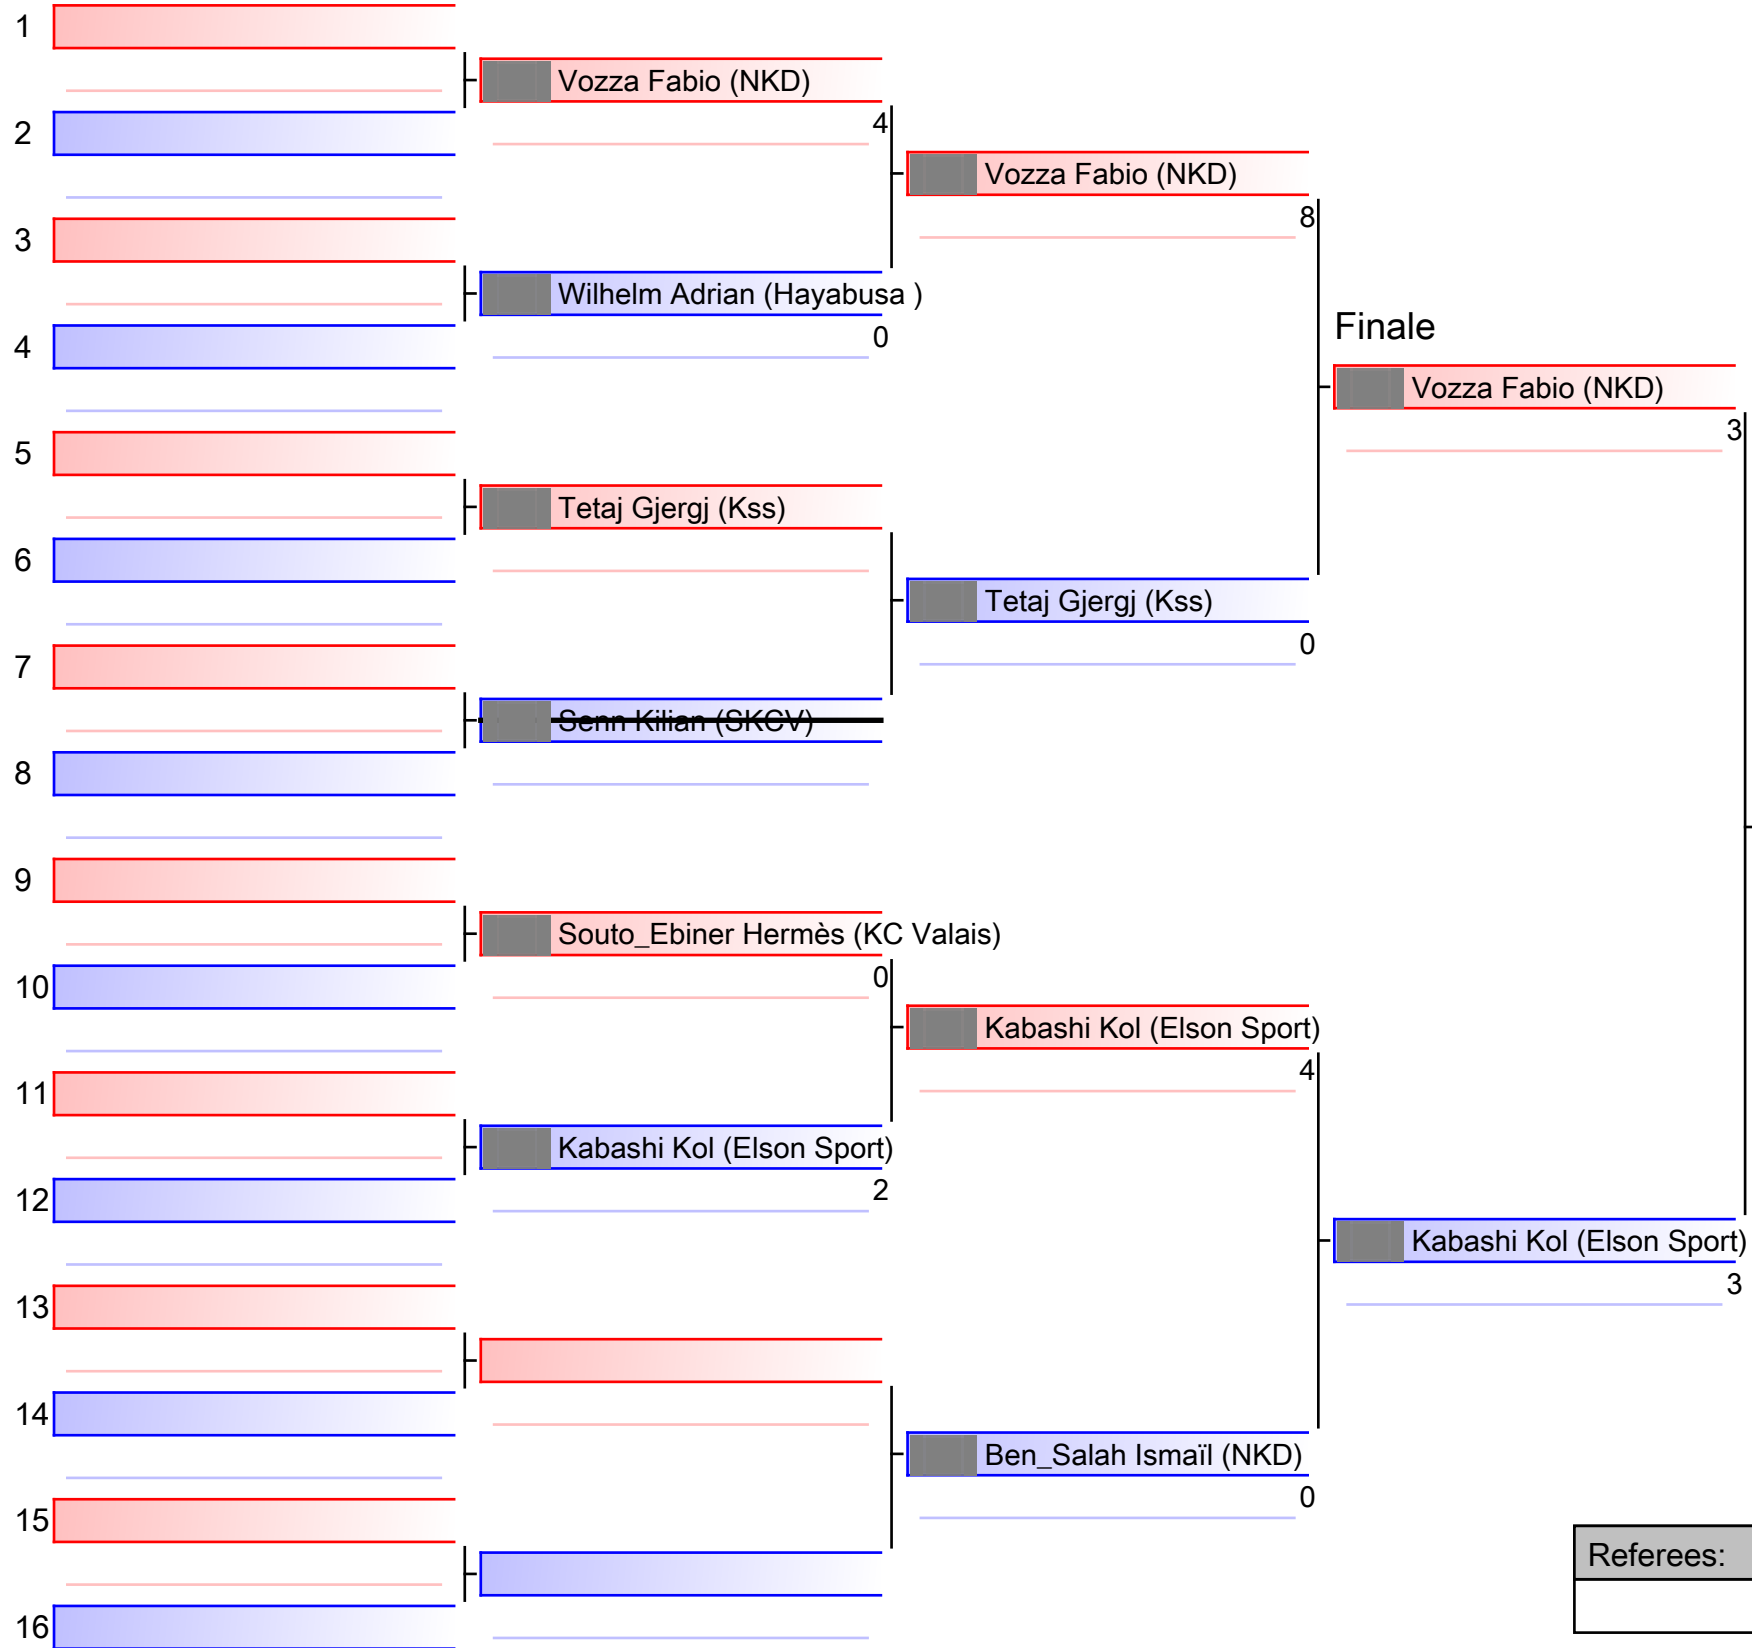 1
2
3
4
5
6
7
8
9
10
11
12
13
14
15
16
Vozza Fabio (NKD)
4
Wilhelm Adrian (Hayabusa )
0
Tetaj Gjergj (Kss)
Senn Kilian (SKCV)
Souto_Ebiner Hermès (KC Valais)
0
Kabashi Kol (Elson Sport)
2
Vozza Fabio (NKD)
8
Tetaj Gjergj (Kss)
0
Kabashi Kol (Elson Sport)
4
Ben_Salah Ismaïl (NKD)
0
Finale
Vozza Fabio (NKD)
3
Kabashi Kol (Elson Sport)
3
Referees: